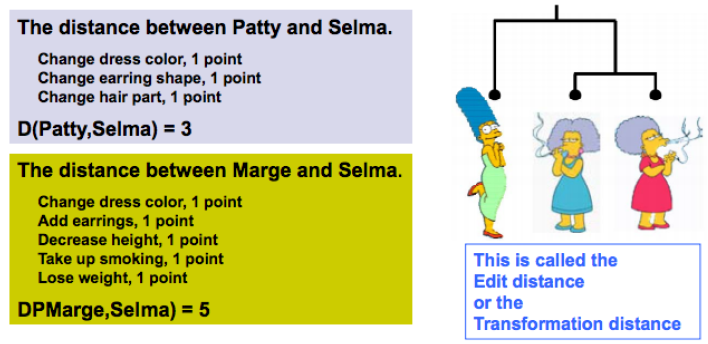 The distance between Patty and Selma.
Change dress color, 1 point
Change earring shape, 1 point
Change hair part, 1 point
D(Patty,Selma) = 3
The distance between Marge and Selma.
Change dress color, 1 point
Add earrings, 1 point
Decrease height, 1 point
Take up smoking, 1 point
Lose weight, 1 point
DPMarge,Selma) = 5
This is called the
Edit distance
or the
Transformation distance